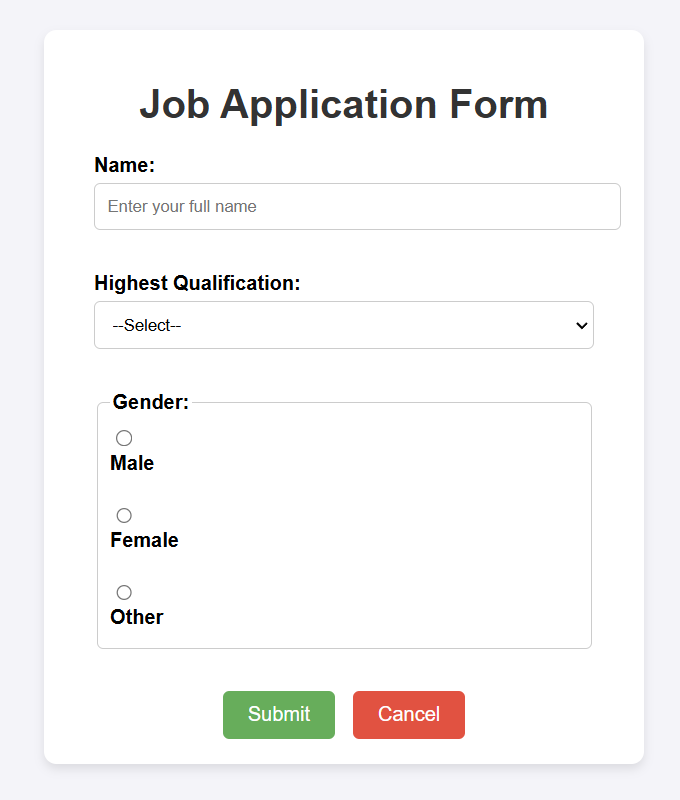 Job Application Form
Name:
Enter your full name
Highest Qualification:
--Select--
Gender:
Male
Female
Other
Submit Cancel